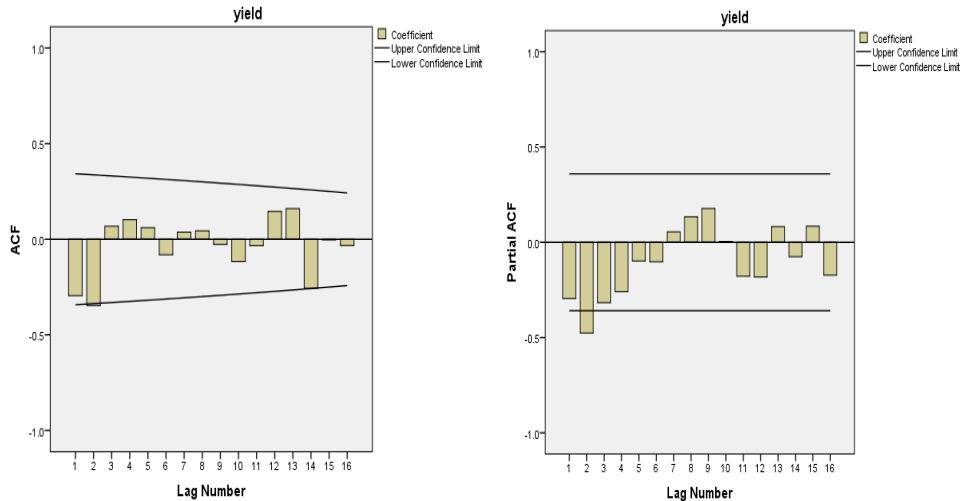 yield
Coefficient
Upper Confidence Limit
Lower Confidence Limit
1.0
0.5
0.0
-0.5
-1.0
ACF
1 2 3 4 5 6 7 8 9 10 11 12 13 14 15 16
Lag Number
yield
Coefficient
Upper Confidence Limit
Lower Confidence Limit
1.0
0.5
0.0
-0.5
-1.0
Partial ACF
1 2 3 4 5 6 7 8 9 10 11 12 13 14 15 16
Lag Number